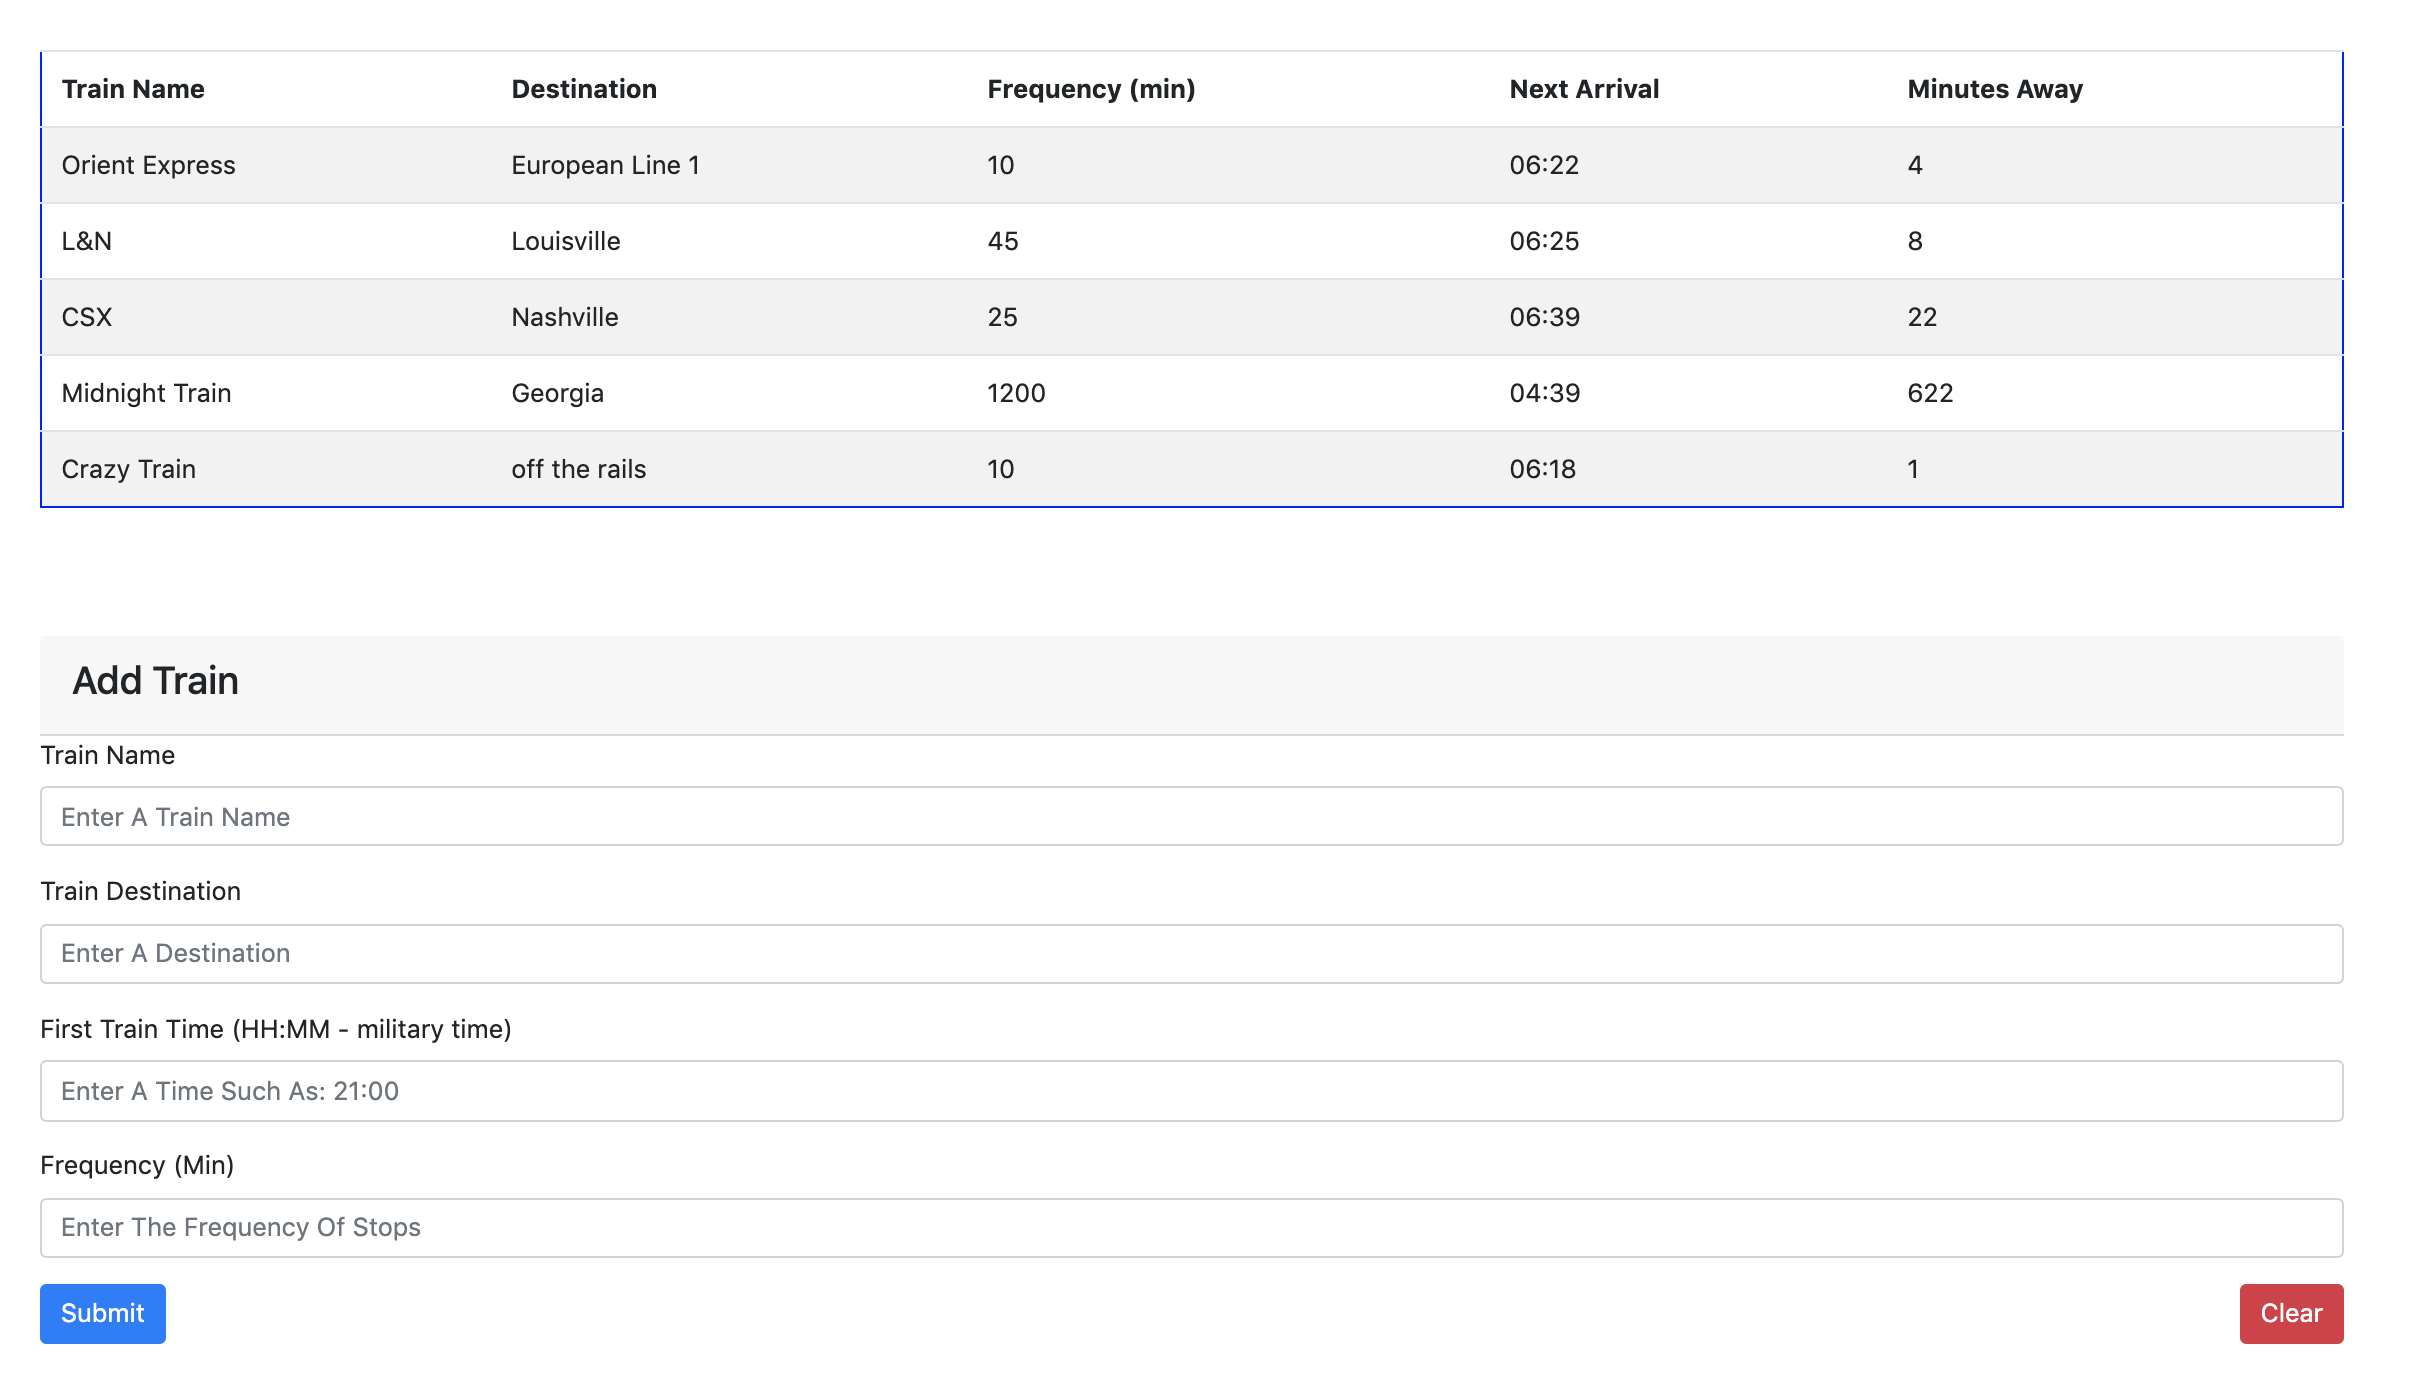 Train Name Destination Frequency (min) Next Arrival Minutes Away
Orient Express European Line 1 10 06:22 4
L&N Louisville 45 06:25 8
CSX Nashville 25 06:39 22
Midnight Train Georgia 1200 04:39 622
Crazy Train off the rails 10 06:18 1
Add Train
Train Name
Enter A Train Name
Train Destination
Enter A Destination
First Train Time (HH:MM - military time)
Enter A Time Such As: 21:00
Frequency (Min)
Enter The Frequency Of Stops
Submit Clear